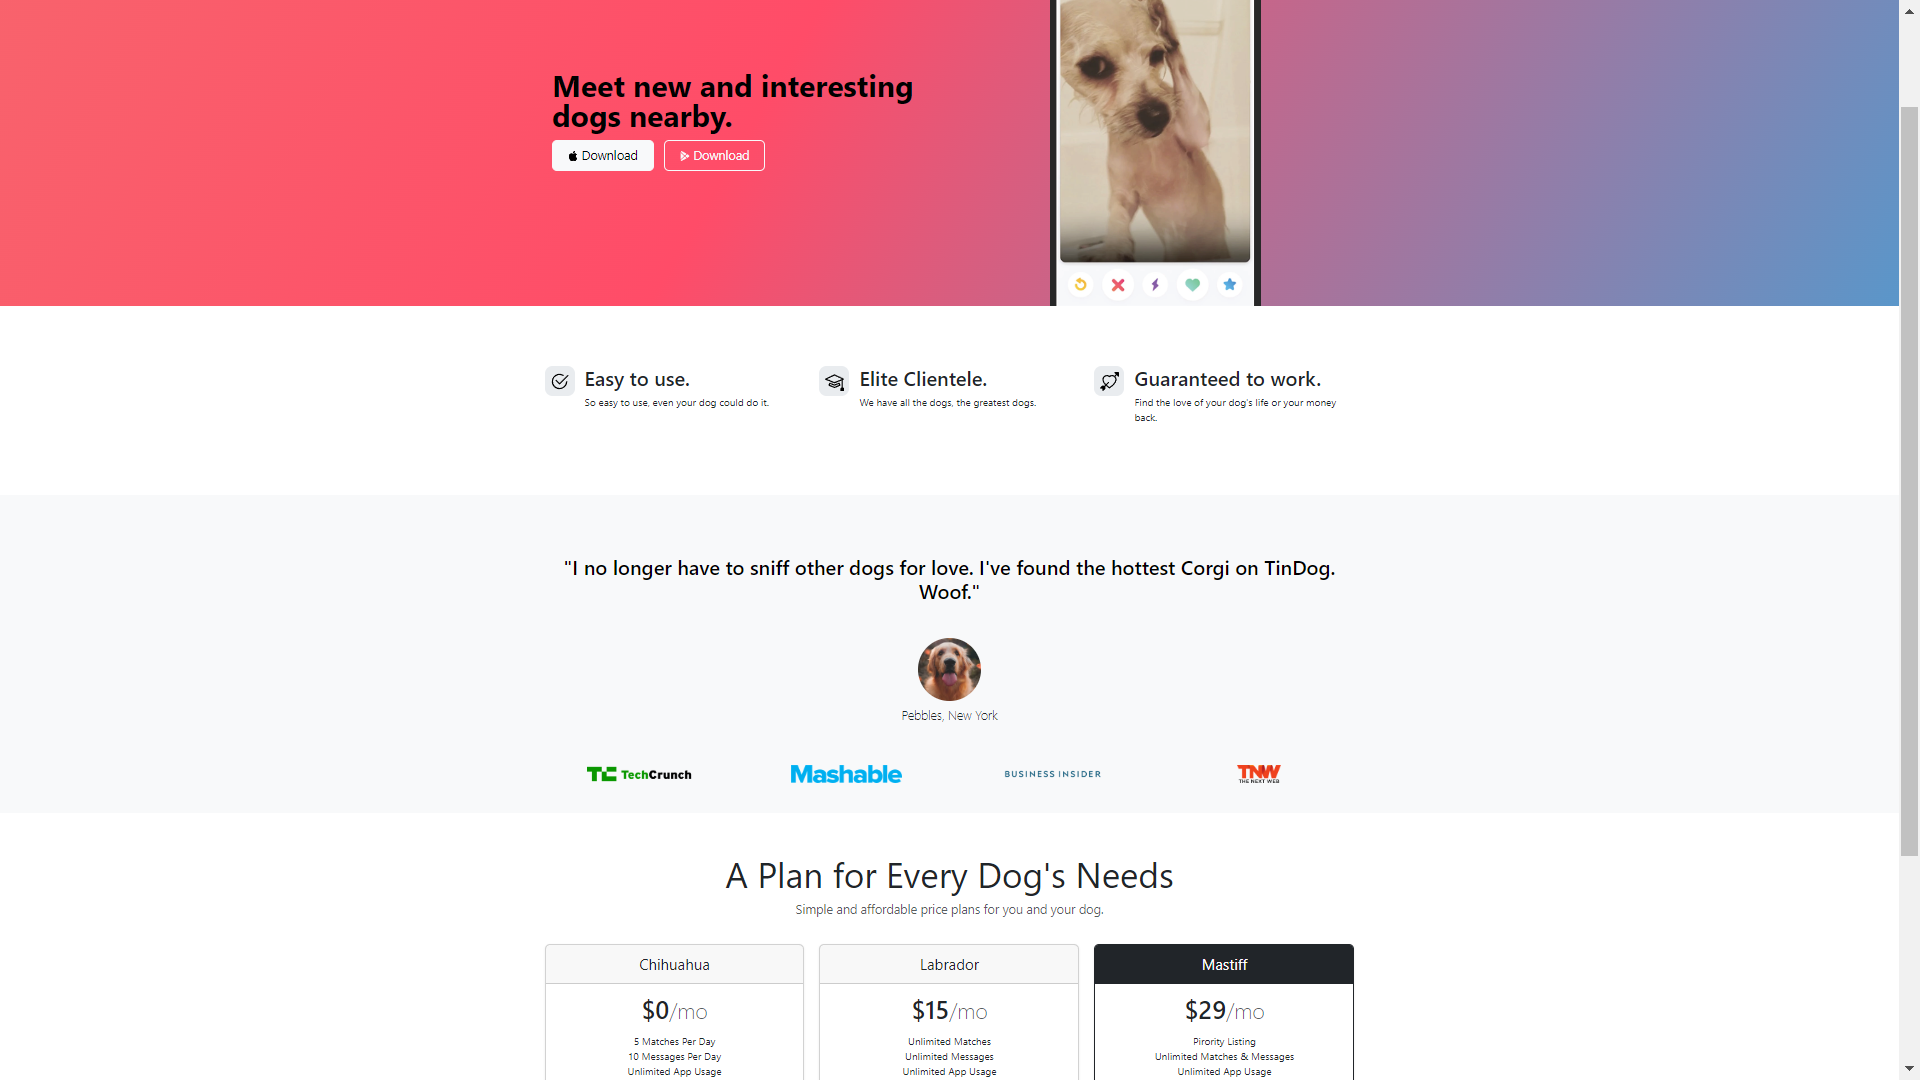 Meet new and interesting
dogs nearby.
Download
Download
Easy to use.
So easy to use, even your dog could do it.
Elite Clientele.
We have all the dogs, the greatest dogs.
Guaranteed to work.
Find the love of your dog's life or your money
back.
"I no longer have to sniff other dogs for love. I've found the hottest Corgi on TinDog.
Woof."
Pebbles, New York
TC TechCrunch
Mashable
BUSINESS INSIDER
TNW
THE NEXT WEB
A Plan for Every Dog's Needs
Simple and affordable price plans for you and your dog.
Chihuahua
$0/mo
5 Matches Per Day
10 Messages Per Day
Unlimited App Usage
Labrador
$15/mo
Unlimited Matches
Unlimited Messages
Unlimited App Usage
Mastiff
$29/mo
Pirority Listing
Unlimited Matches & Messages
Unlimited App Usage